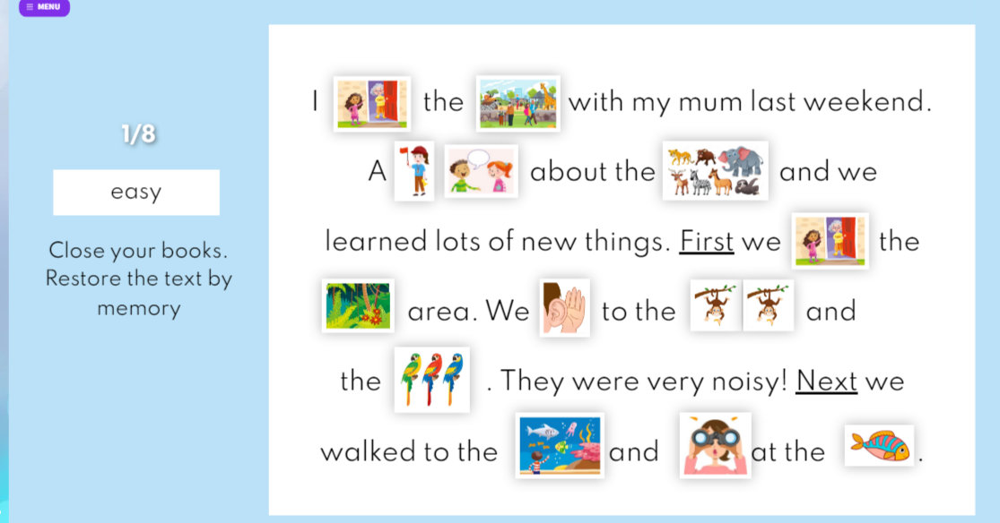 ☰ MENU
1/8
easy
Close your books.
Restore the text by
memory
I the with my mum last weekend.
A about the and we
learned lots of new things. First we the
area. We to the and
the . They were very noisy! Next we
walked to the and at the .